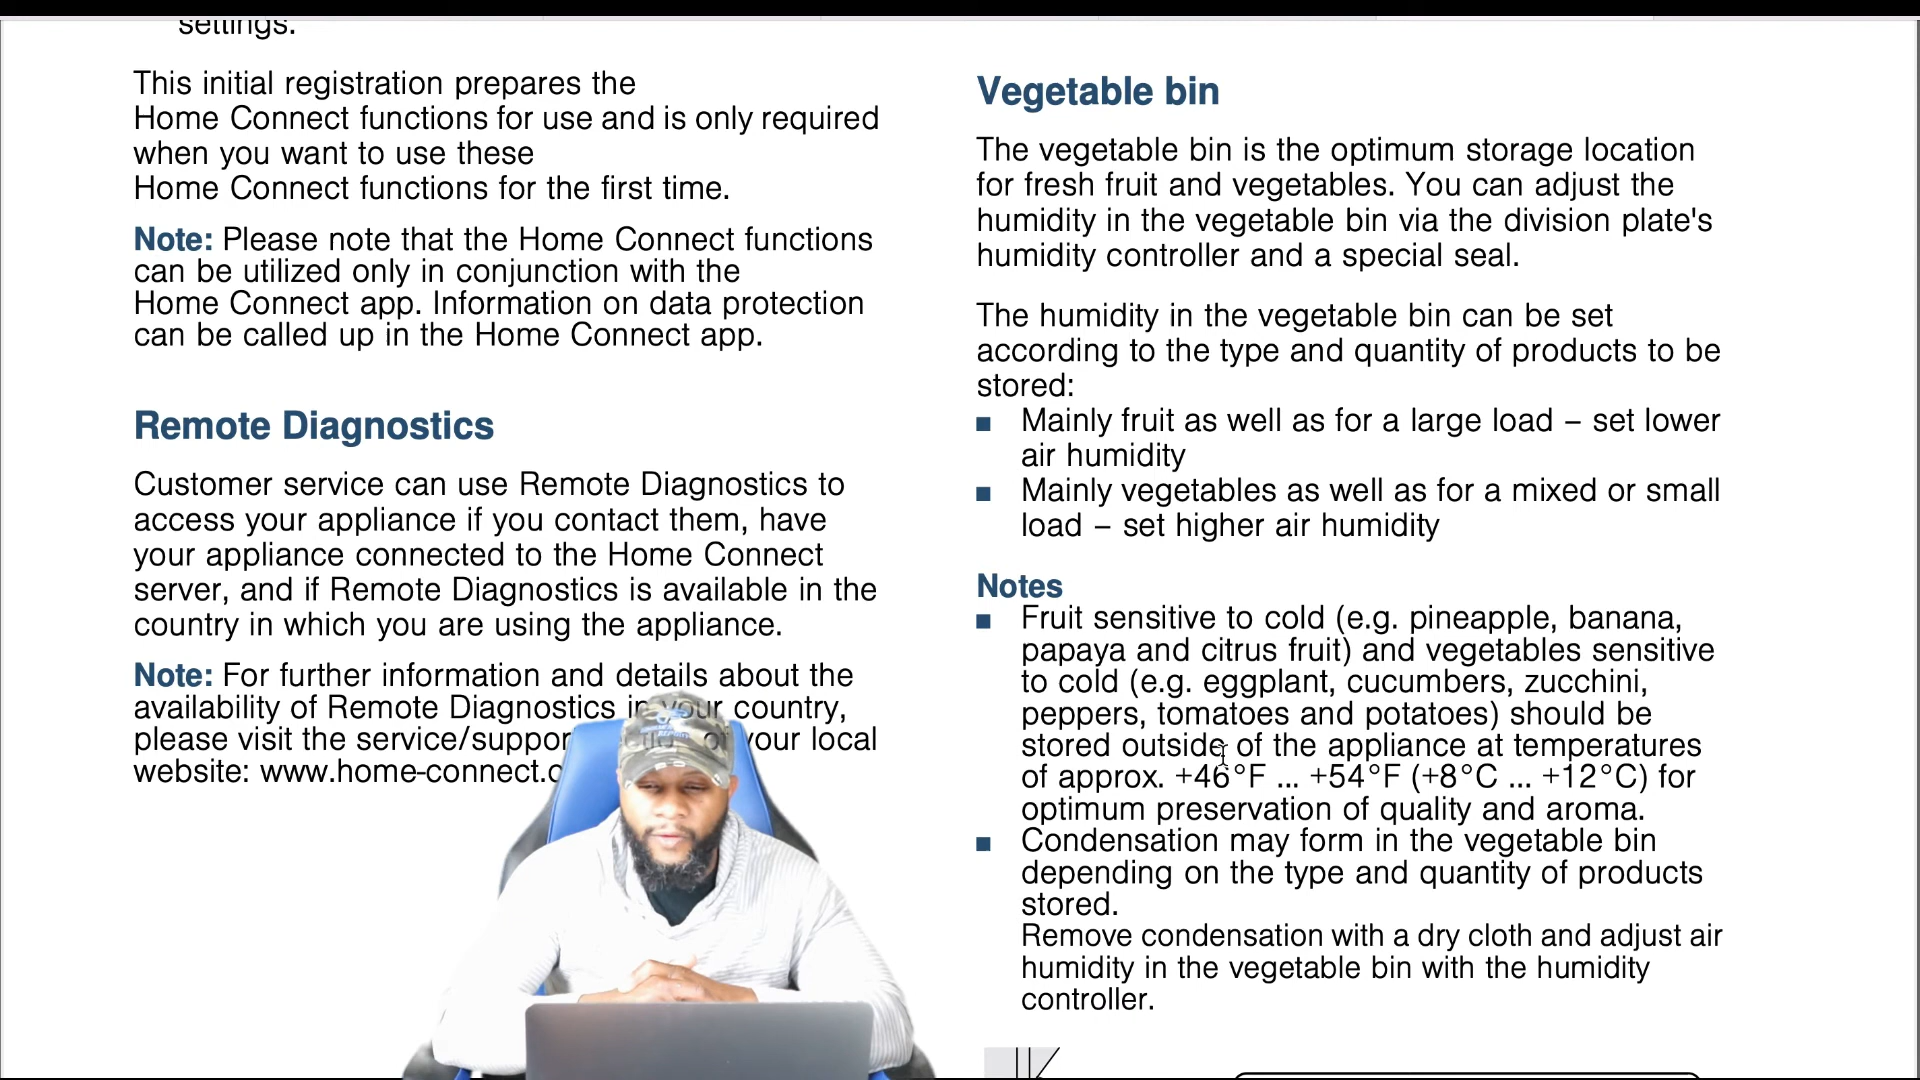 settings.
This initial registration prepares the
Home Connect functions for use and is only required
when you want to use these
Home Connect functions for the first time.
Note: Please note that the Home Connect functions
can be utilized only in conjunction with the
Home Connect app. Information on data protection
can be called up in the Home Connect app.
Remote Diagnostics
Customer service can use Remote Diagnostics to
access your appliance if you contact them, have
your appliance connected to the Home Connect
server, and if Remote Diagnostics is available in the
country in which you are using the appliance.
Note: For further information and details about the
availability of Remote Diagnostics in your country,
please visit the service/support of your local
website: www.home-connect.c
Vegetable bin
The vegetable bin is the optimum storage location
for fresh fruit and vegetables. You can adjust the
humidity in the vegetable bin via the division plate's
humidity controller and a special seal.
The humidity in the vegetable bin can be set
according to the type and quantity of products to be
stored:
■ Mainly fruit as well as for a large load – set lower
air humidity
■ Mainly vegetables as well as for a mixed or small
load – set higher air humidity
Notes
■ Fruit sensitive to cold (e.g. pineapple, banana,
papaya and citrus fruit) and vegetables sensitive
to cold (e.g. eggplant, cucumbers, zucchini,
peppers, tomatoes and potatoes) should be
stored outside of the appliance at temperatures
of approx. +46°F ... +54°F (+8°C ... +12°C) for
optimum preservation of quality and aroma.
■ Condensation may form in the vegetable bin
depending on the type and quantity of products
stored.
Remove condensation with a dry cloth and adjust air
humidity in the vegetable bin with the humidity
controller.